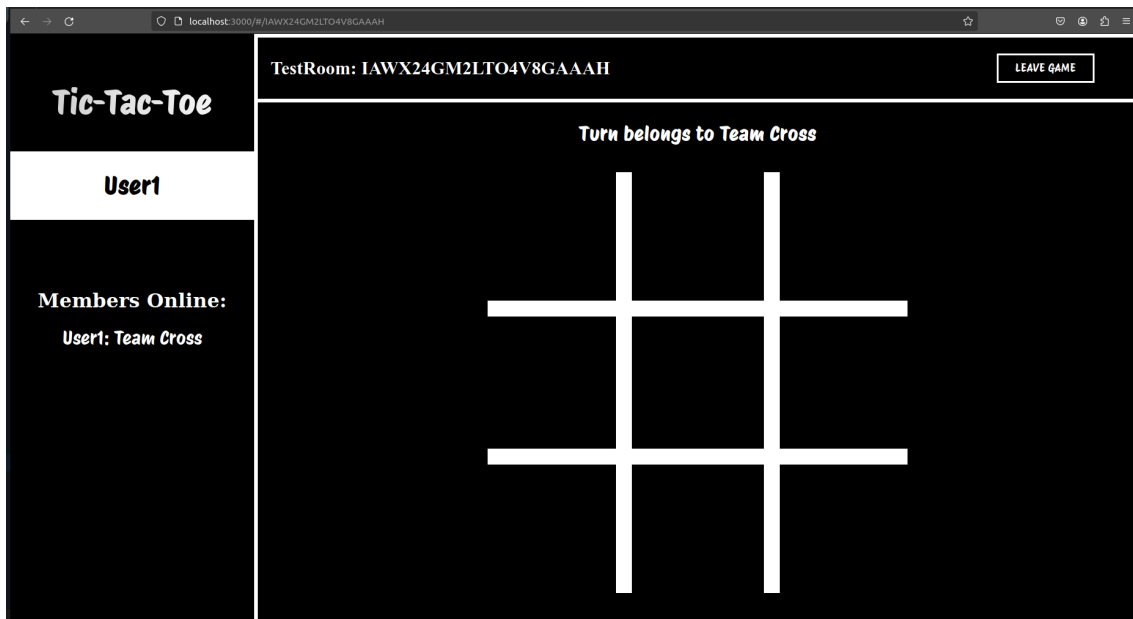 localhost:3000/#/IAWX24GM2LTO4V8GAAAH
Tic-Tac-Toe
User1
Members Online:
User1: Team Cross
TestRoom: IAWX24GM2LTO4V8GAAAH
LEAVE GAME
Turn belongs to Team Cross